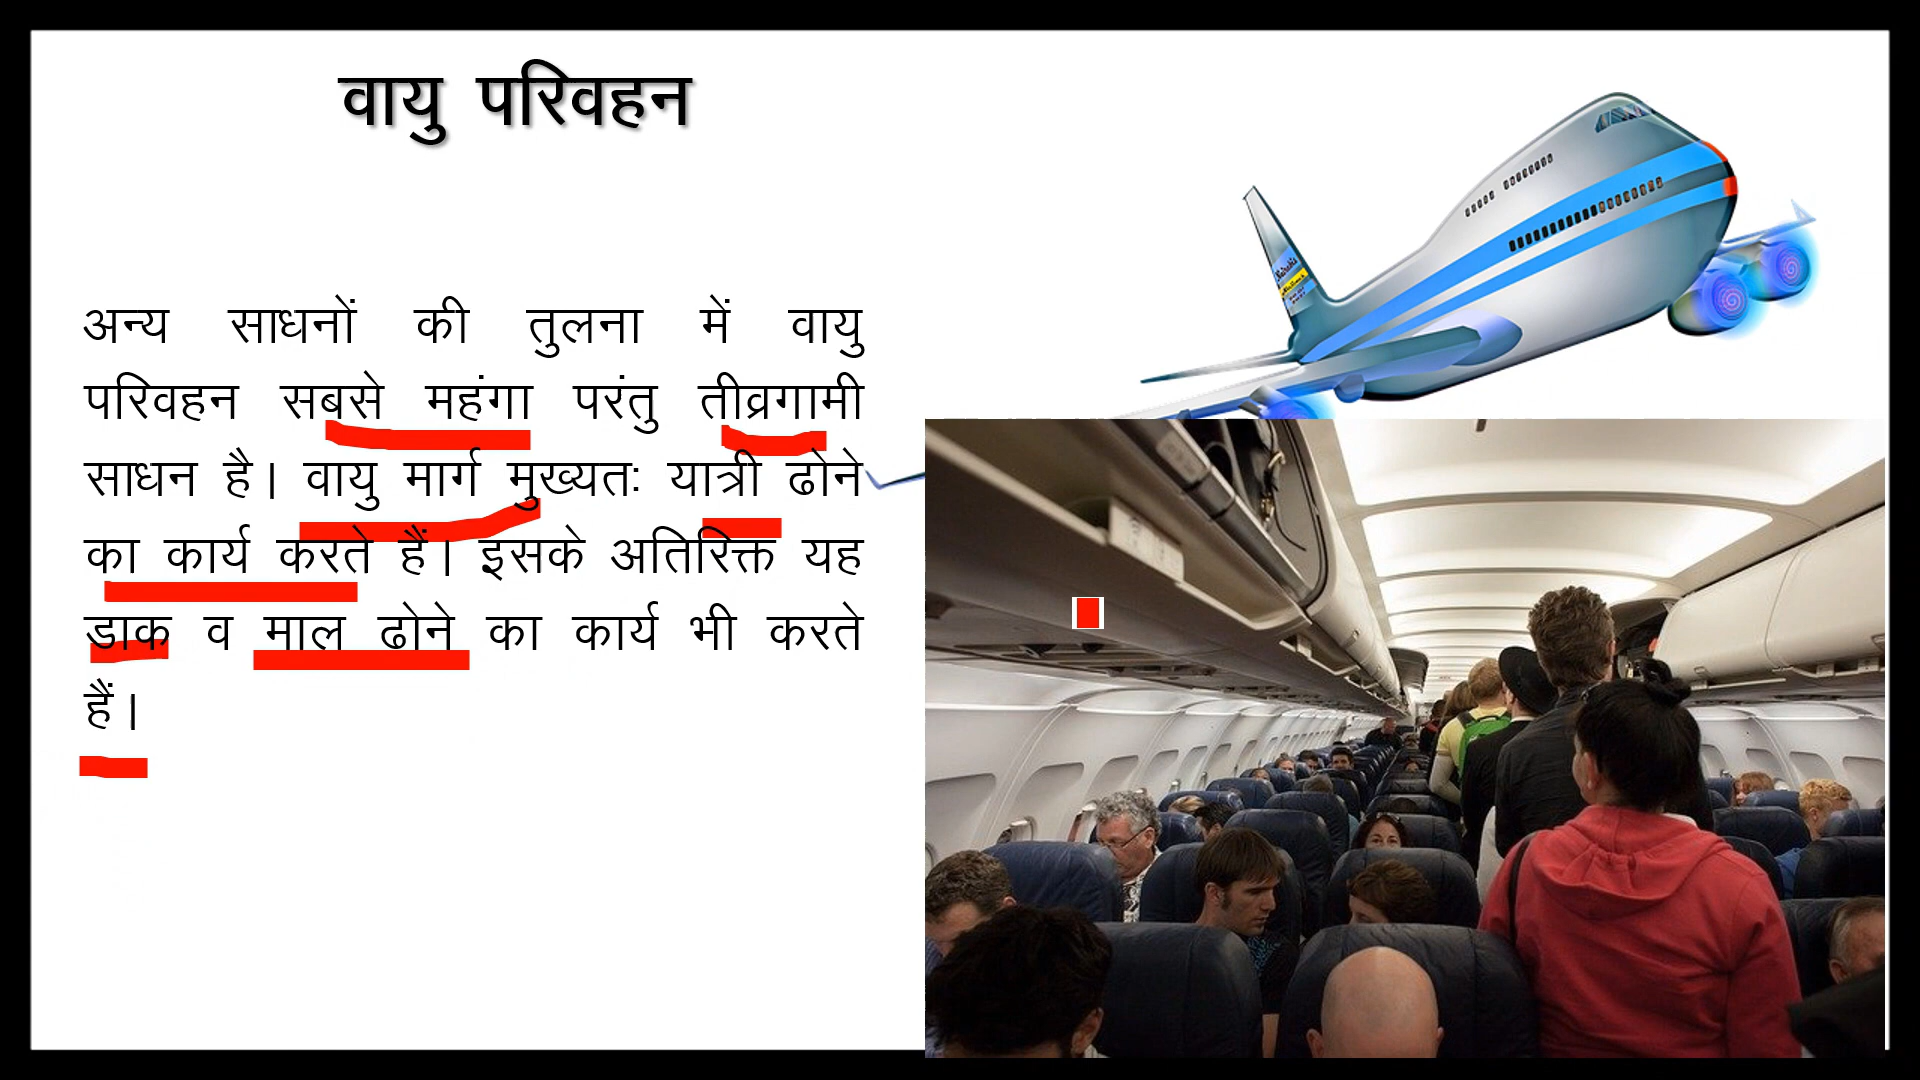 वायु परिवहन
अन्य साधनों की तुलना में वायु
परिवहन सबसे महंगा परंतु तीव्रगामी
साधन है। वायु मार्ग मुख्यतः यात्री ढोने
का कार्य करते हैं। इसके अतिरिक्त यह
डाक व माल ढोने का कार्य भी करते
हैं।